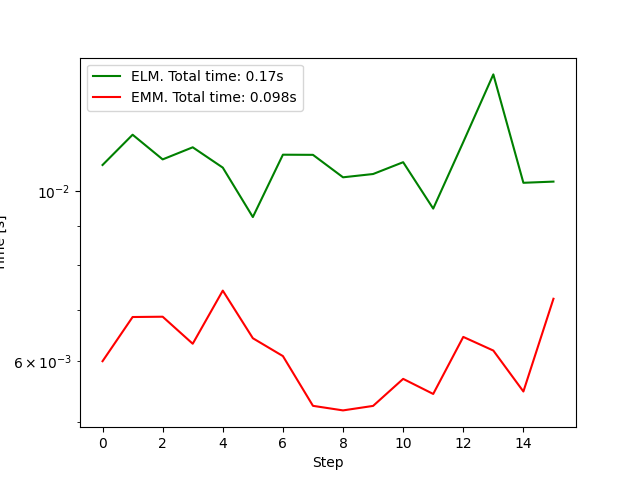 ELM. Total time: 0.17s
EMM. Total time: 0.098s
10⁻²
6 × 10⁻³
0 2 4 6 8 10 12 14
Step
[s]